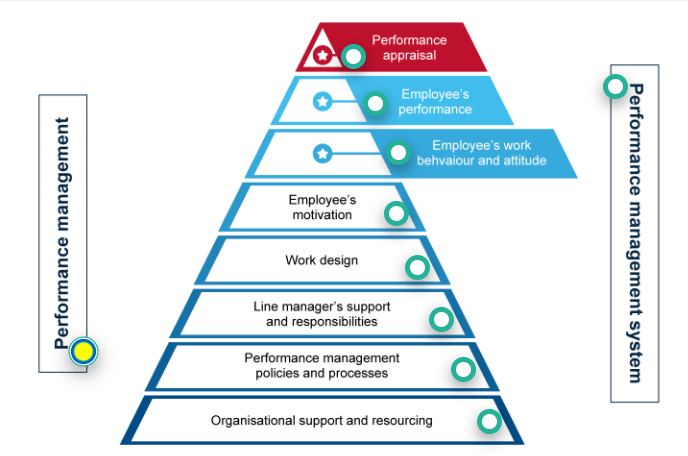 Performance
appraisal
Employee's
performance
Employee's work
behvaiour and attitude
Employee's
motivation
Work design
Line manager's support
and responsibilities
Performance management
policies and processes
Organisational support and resourcing
Performance management
Performance management system